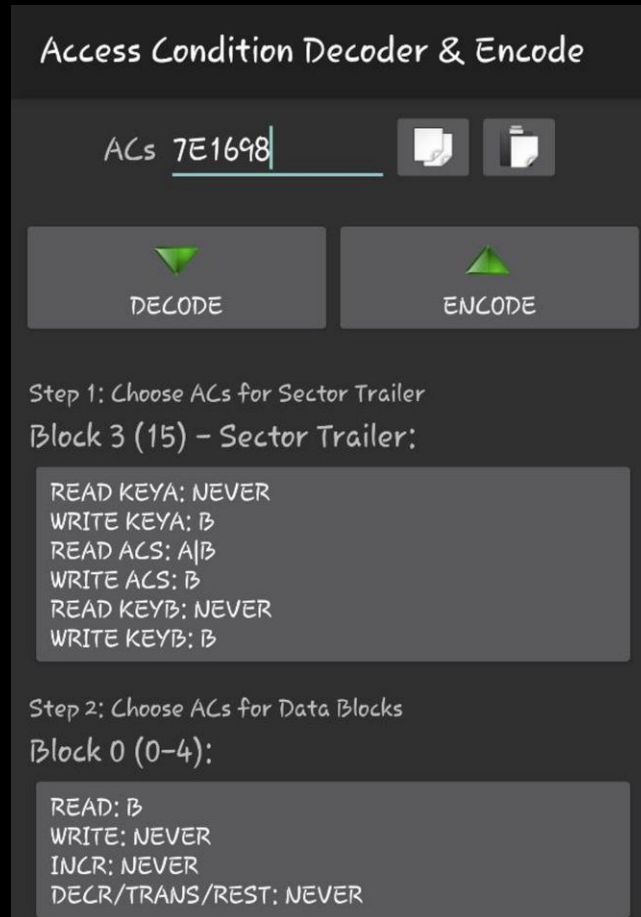 Access Condition Decoder & Encode
ACs 7E1698
DECODE
ENCODE
Step 1: Choose ACs for Sector Trailer
Block 3 (15) - Sector Trailer:
READ KEYA: NEVER
WRITE KEYA: B
READ ACS: A|B
WRITE ACS: B
READ KEYB: NEVER
WRITE KEYB: B
Step 2: Choose ACs for Data Blocks
Block 0 (0-4):
READ: B
WRITE: NEVER
INCR: NEVER
DECR/TRANS/REST: NEVER